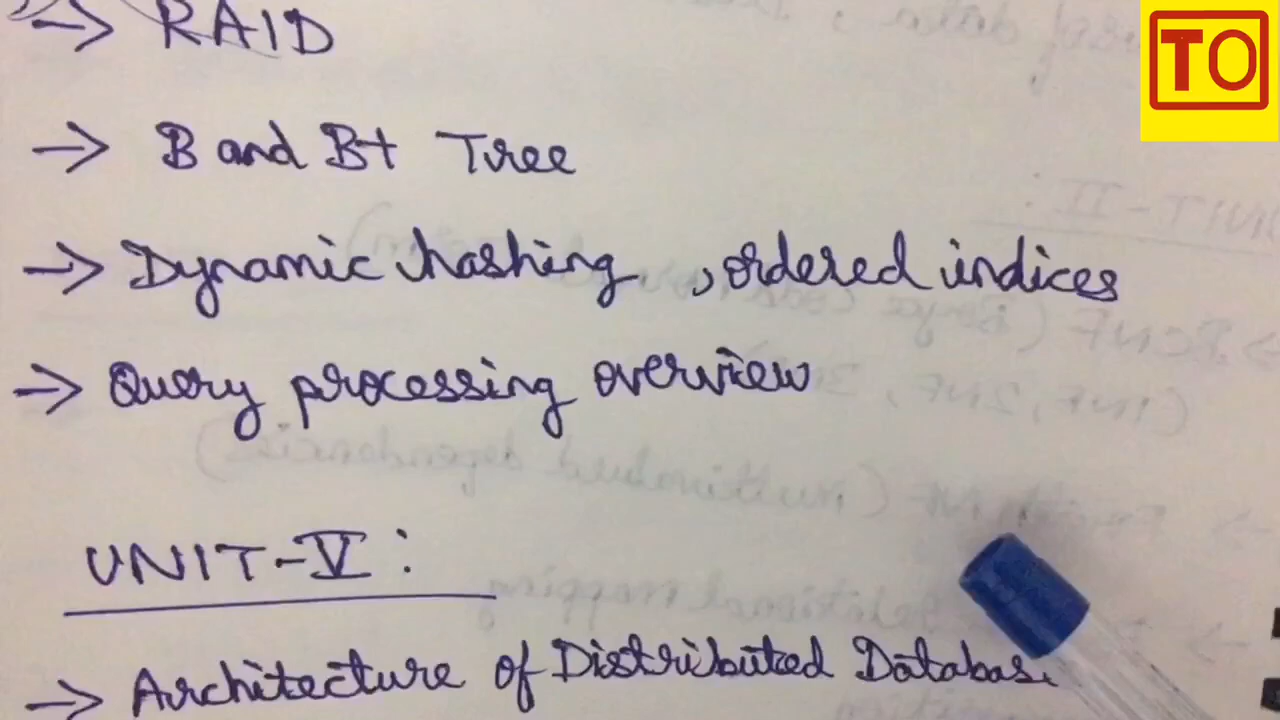 → RAID
TO
→ B and B+ Tree
→ Dynamic hashing, ordered indices
→ Query processing overview
UNIT-V:
→ Architecture of Distributed Database